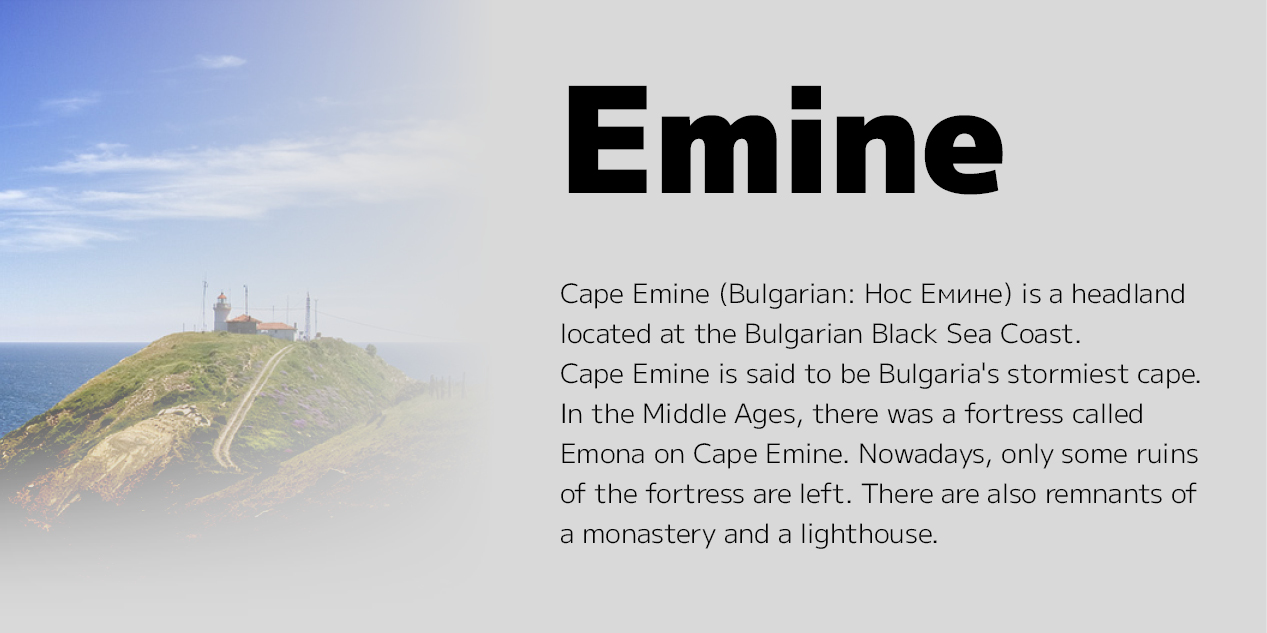 Emine
Cape Emine (Bulgarian: Нос Емине) is a headland
located at the Bulgarian Black Sea Coast.
Cape Emine is said to be Bulgaria's stormiest cape.
In the Middle Ages, there was a fortress called
Emona on Cape Emine. Nowadays, only some ruins
of the fortress are left. There are also remnants of
a monastery and a lighthouse.